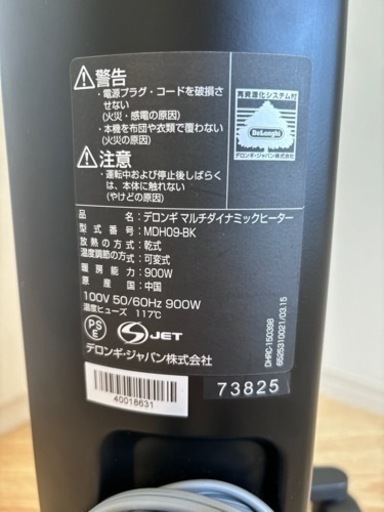 ⚠警告
・電源プラグ・コードを破損させない
(火災・感電の原因)
・本機を布団や衣類で覆わない
(火災の原因)
⚠注意
・運転中および停止後しばらくは、本体に触れない
(やけどの原因)
再資源化システム付
DeLonghi
デロンギ・ジャパン株式会社
品名:デロンギ マルチダイナミックヒーター
型式番号:MDH09-BK
放熱の方式:乾式
温度調節の方式:可変式
暖房能力:900W
原産国:中国
100V 50/60Hz 900W
温度ヒューズ 117℃
PSE
S JET
デロンギ・ジャパン株式会社
DHRC-150398
6525310021/03.15
40018631
73825